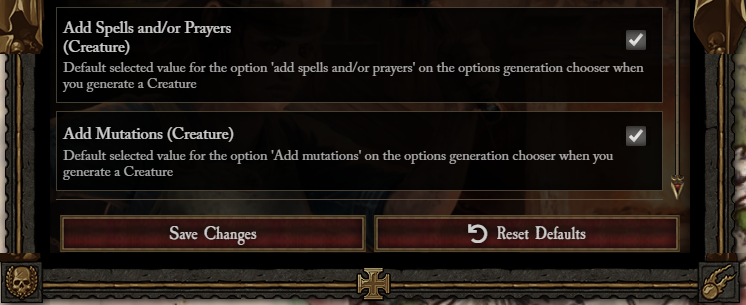 Add Spells and/or Prayers
(Creature)
Default selected value for the option 'add spells and/or prayers' on the options generation chooser when
you generate a Creature
Add Mutations (Creature)
Default selected value for the option 'Add mutations' on the options generation chooser when you
generate a Creature
Save Changes
Reset Defaults